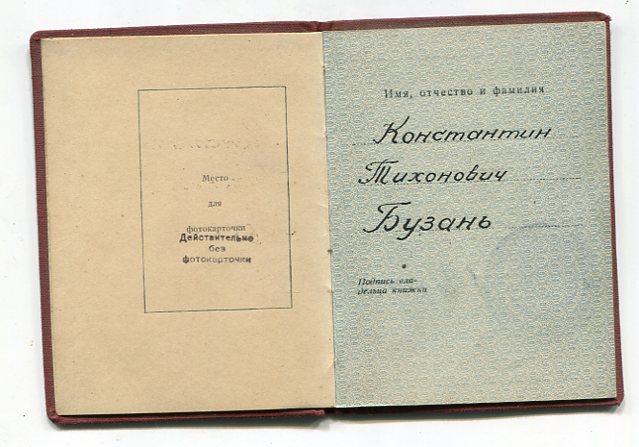 Место
для
фотокарточки
Действительно
без
фотокарточки
Имя, отчество и фамилия
Константин
Тихонович
Бузань
Подпись вла-
дельца книжки